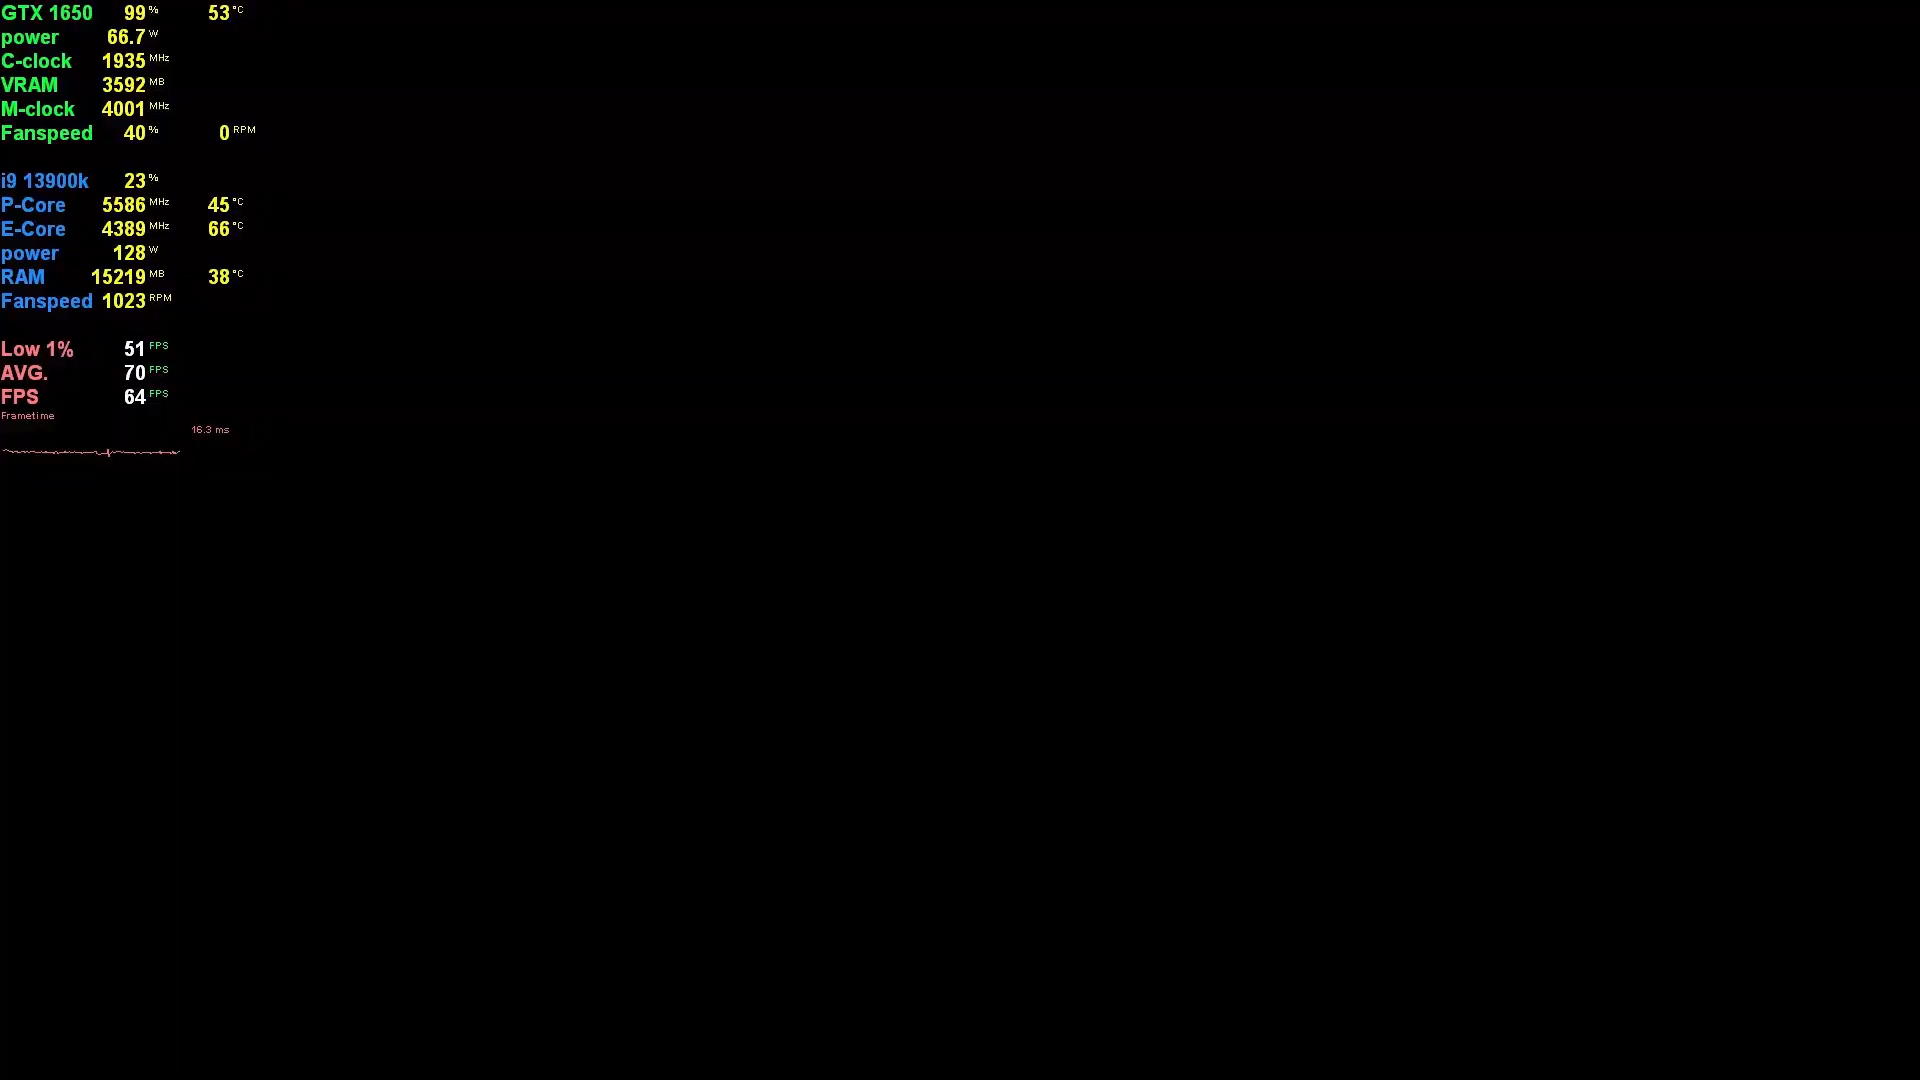 GTX 1650 99 % 53 °C
power 66.7 W
C-clock 1935 MHz
VRAM 3592 MB
M-clock 4001 MHz
Fanspeed 40 % 0 RPM
i9 13900k 23 %
P-Core 5586 MHz 45 °C
E-Core 4389 MHz 66 °C
power 128 W
RAM 15219 MB 38 °C
Fanspeed 1023 RPM
Low 1% 51 FPS
AVG. 70 FPS
FPS 64 FPS
Frametime
16.3 ms